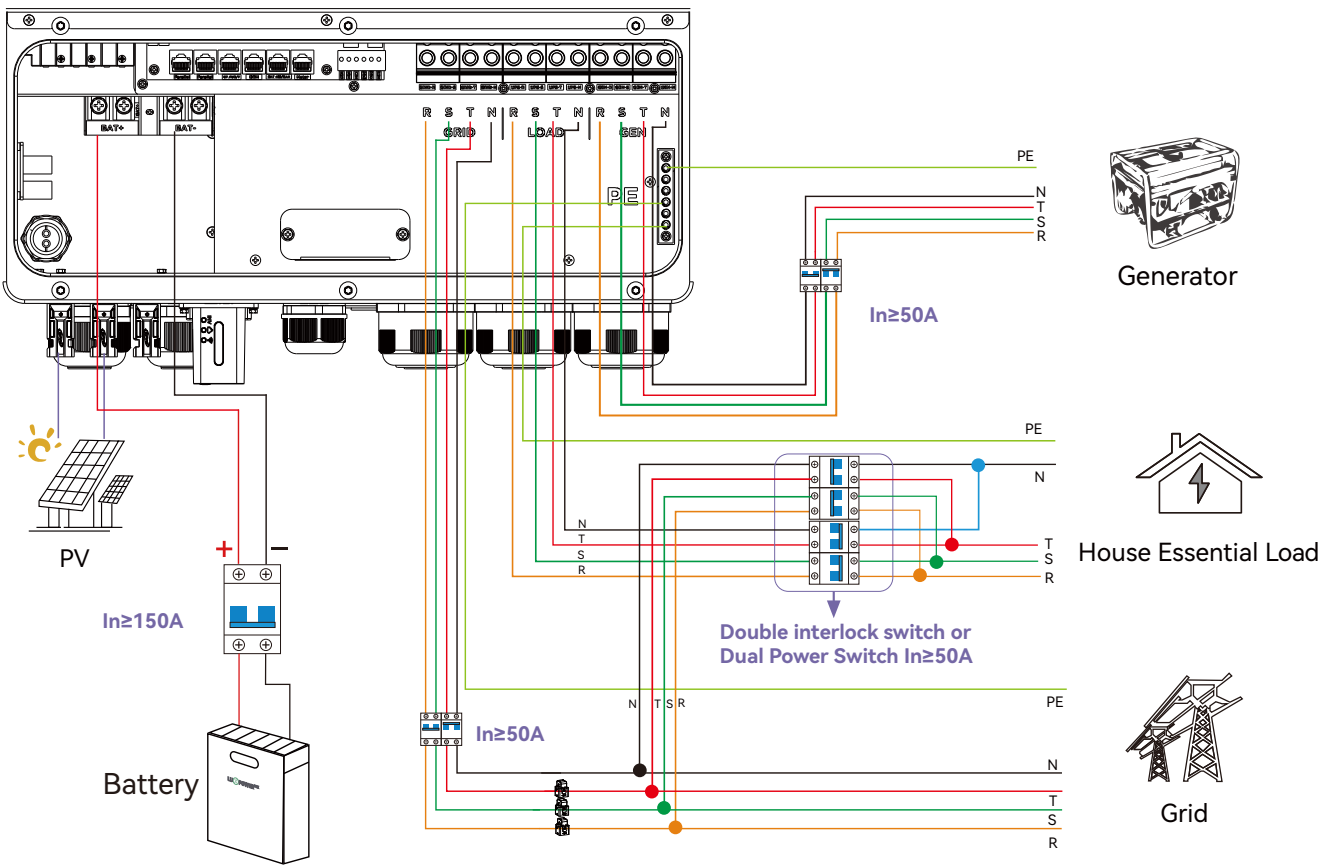 BAT+
BAT-
R S T N R S T N R S T N
GRID
LOAD
GEN
PE
PE
N
T
S
R
Generator
In≥50A
PE
N
N
T
S
R
T
S
R
House Essential Load
PV
+
−
In≥150A
Double interlock switch or
Dual Power Switch In≥50A
N T S R
PE
In≥50A
N
T
S
R
Battery
Grid